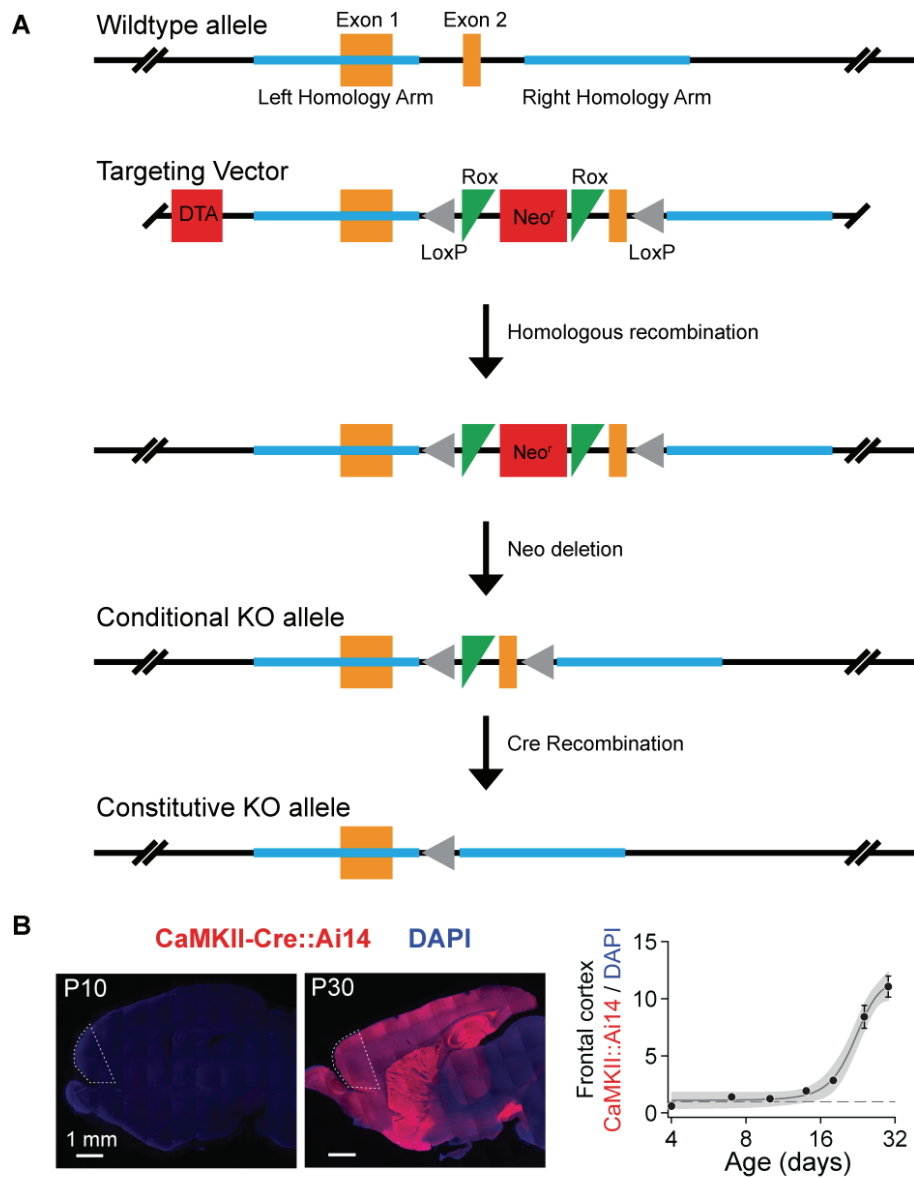 A
Wildtype allele
Exon 1
Exon 2
Left Homology Arm
Right Homology Arm
Targeting Vector
Rox
Rox
DTA
Neoʳ
LoxP
LoxP
Homologous recombination
Neoʳ
Neo deletion
Conditional KO allele
Cre Recombination
Constitutive KO allele
B
CaMKII-Cre::Ai14 DAPI
P10
1 mm
P30
Frontal cortex
CaMKII::Ai14 / DAPI
15
10
5
0
4
8
16
32
Age (days)